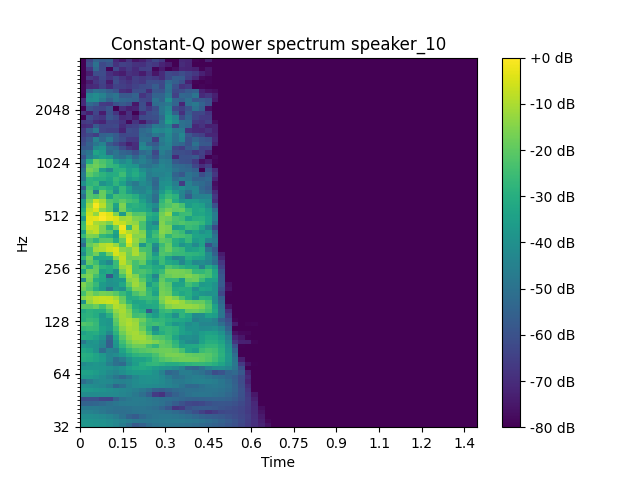 Constant-Q power spectrum speaker_10
Hz
2048
1024
512
256
128
64
32
0 0.15 0.3 0.45 0.6 0.75 0.9 1.1 1.2 1.4
Time
+0 dB
-10 dB
-20 dB
-30 dB
-40 dB
-50 dB
-60 dB
-70 dB
-80 dB